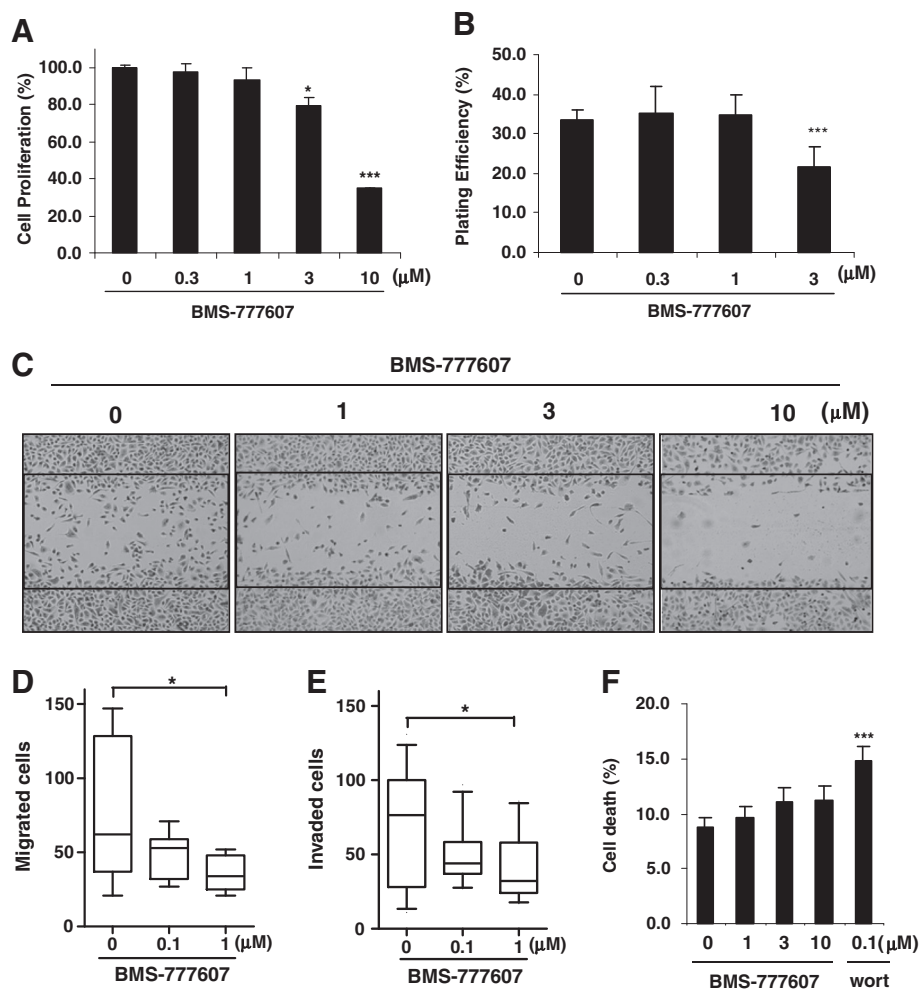 A
Cell Proliferation (%)
100.0
80.0
60.0
40.0
20.0
0.0
*
***
0 0.3 1 3 10 (μM)
BMS-777607
B
Plating Efficiency (%)
50.0
40.0
30.0
20.0
10.0
0.0
***
0 0.3 1 3 (μM)
BMS-777607
C
BMS-777607
0 1 3 10 (μM)
D
Migrated cells
150
100
50
0
*
0 0.1 1 (μM)
BMS-777607
E
Invaded cells
150
100
50
0
*
0 0.1 1 (μM)
BMS-777607
F
Cell death (%)
20.0
15.0
10.0
5.0
0.0
***
0 1 3 10 0.1(μM)
BMS-777607 wort